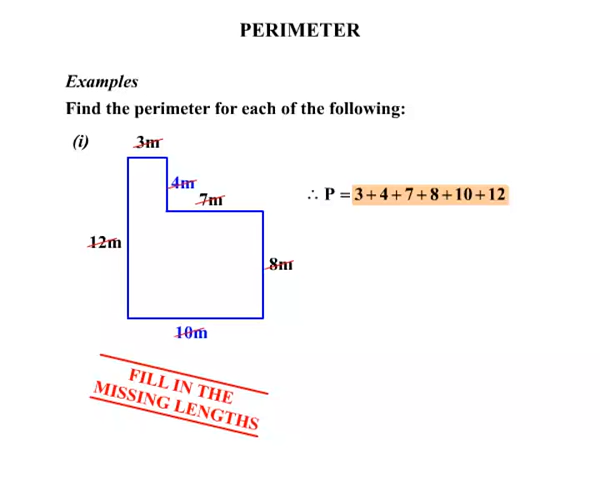 PERIMETER
Examples
Find the perimeter for each of the following:
(i)
3m
4m
7m
∴ P = 3 + 4 + 7 + 8 + 10 + 12
12m
8m
10m
FILL IN THE
MISSING LENGTHS